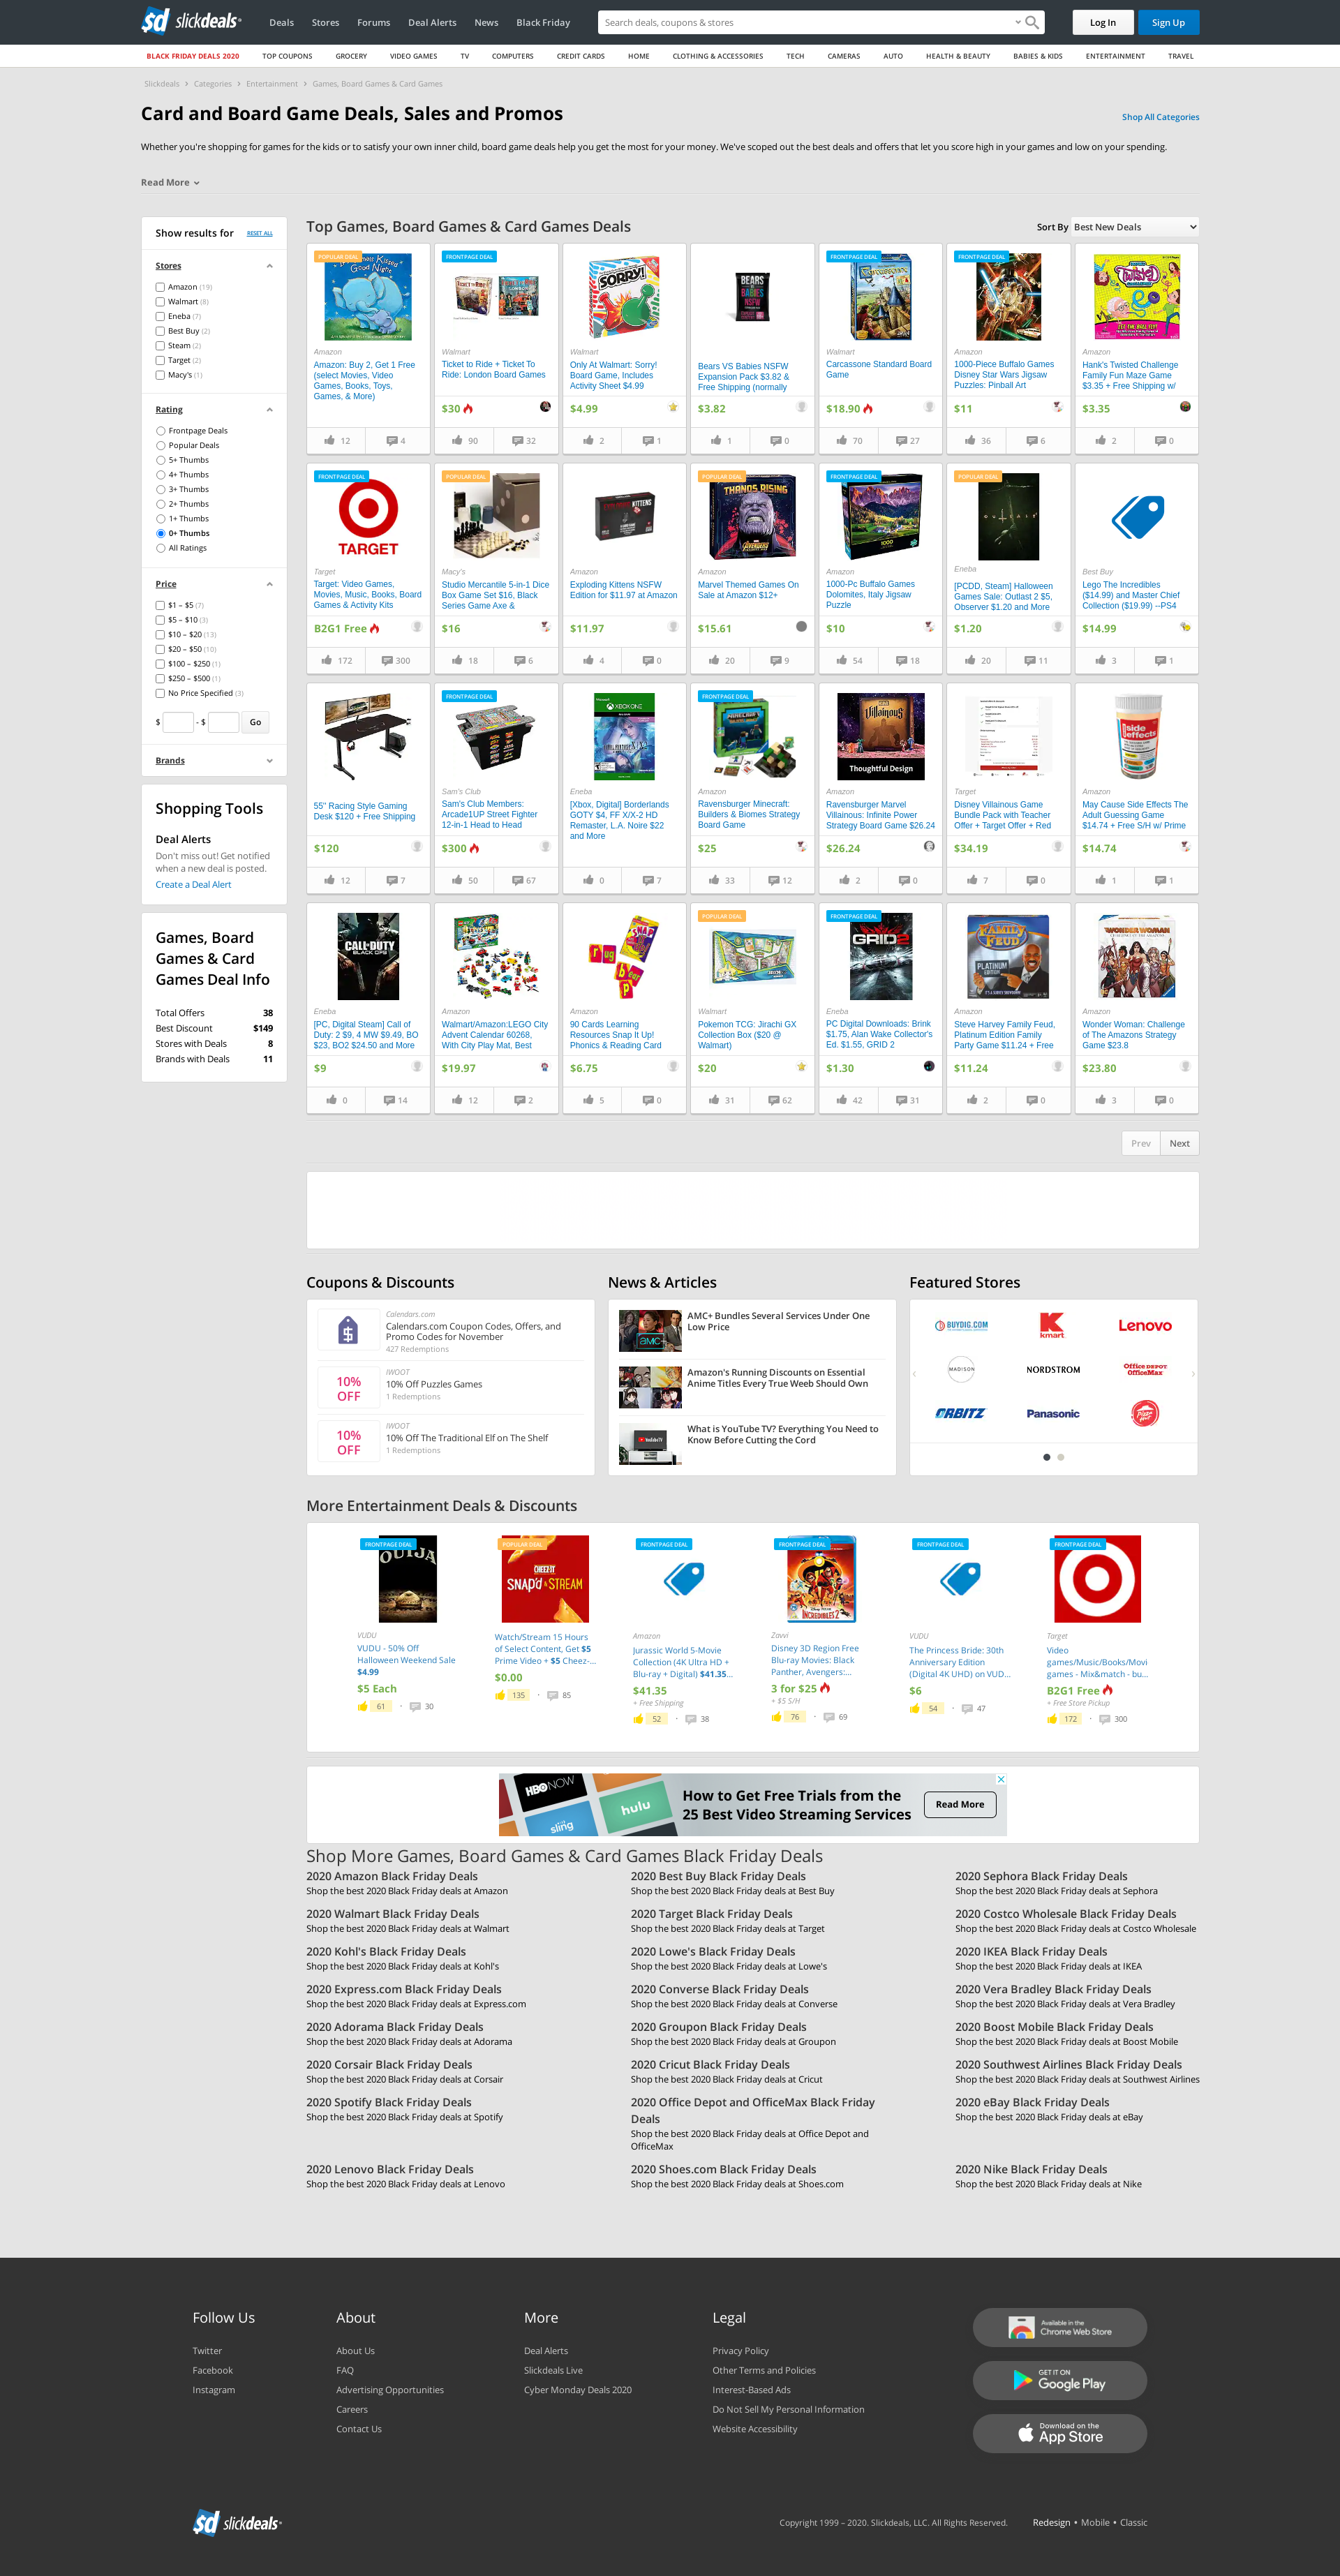 slickdeals
Deals
Stores
Forums
Deal Alerts
News
Black Friday
Search deals, coupons & stores
Log In
Sign Up
BLACK FRIDAY DEALS 2020
TOP COUPONS
GROCERY
VIDEO GAMES
TV
COMPUTERS
CREDIT CARDS
HOME
CLOTHING & ACCESSORIES
TECH
CAMERAS
AUTO
HEALTH & BEAUTY
BABIES & KIDS
ENTERTAINMENT
TRAVEL
Slickdeals > Categories > Entertainment > Games, Board Games & Card Games
Card and Board Game Deals, Sales and Promos
Shop All Categories
Whether you're shopping for games for the kids or to satisfy your own inner child, board game deals help you get the most for your money. We've scoped out the best deals and offers that let you score high in your games and low on your spending.
Read More
Show results for
RESET ALL
Stores
Amazon (19)
Walmart (8)
Eneba (7)
Best Buy (2)
Steam (2)
Target (2)
Macy's (1)
Rating
Frontpage Deals
Popular Deals
5+ Thumbs
4+ Thumbs
3+ Thumbs
2+ Thumbs
1+ Thumbs
0+ Thumbs
All Ratings
Price
$1 – $5 (7)
$5 – $10 (3)
$10 – $20 (13)
$20 – $50 (10)
$100 – $250 (1)
$250 – $500 (1)
No Price Specified (3)
$ - $ Go
Brands
Shopping Tools
Deal Alerts
Don't miss out! Get notified
when a new deal is posted.
Create a Deal Alert
Games, Board
Games & Card
Games Deal Info
Total Offers 38
Best Discount $149
Stores with Deals 8
Brands with Deals 11
Top Games, Board Games & Card Games Deals
Sort By Best New Deals
POPULAR DEAL
Amazon
Amazon: Buy 2, Get 1 Free
(select Movies, Video
Games, Books, Toys,
Games, & More)
12 4
FRONTPAGE DEAL
Walmart
Ticket to Ride + Ticket To
Ride: London Board Games
$30
90 32
SORRY!
Walmart
Only At Walmart: Sorry!
Board Game, Includes
Activity Sheet $4.99
$4.99
2 1
BEARS
BABIES
NSFW
Bears VS Babies NSFW
Expansion Pack $3.82 &
Free Shipping (normally
$3.82
1 0
FRONTPAGE DEAL
Walmart
Carcassone Standard Board
Game
$18.90
70 27
FRONTPAGE DEAL
Amazon
1000-Piece Buffalo Games
Disney Star Wars Jigsaw
Puzzles: Pinball Art
$11
36 6
Twisted
Amazon
Hank's Twisted Challenge
Family Fun Maze Game
$3.35 + Free Shipping w/
$3.35
2 0
FRONTPAGE DEAL
TARGET
Target
Target: Video Games,
Movies, Music, Books, Board
Games & Activity Kits
B2G1 Free
172 300
POPULAR DEAL
Macy's
Studio Mercantile 5-in-1 Dice
Box Game Set $16, Black
Series Game Axe &
$16
18 6
KITTENS
Amazon
Exploding Kittens NSFW
Edition for $11.97 at Amazon
$11.97
4 0
POPULAR DEAL
THANOS RISING
Amazon
Marvel Themed Games On
Sale at Amazon $12+
$15.61
20 9
FRONTPAGE DEAL
Amazon
1000-Pc Buffalo Games
Dolomites, Italy Jigsaw
Puzzle
$10
54 18
POPULAR DEAL
Eneba
[PCDD, Steam] Halloween
Games Sale: Outlast 2 $5,
Observer $1.20 and More
$1.20
20 11
Best Buy
Lego The Incredibles
($14.99) and Master Chief
Collection ($19.99) --PS4
$14.99
3 1
55" Racing Style Gaming
Desk $120 + Free Shipping
$120
12 7
FRONTPAGE DEAL
Sam's Club
Sam's Club Members:
Arcade1UP Street Fighter
12-in-1 Head to Head
$300
50 67
XBOX ONE
Eneba
[Xbox, Digital] Borderlands
GOTY $4, FF X/X-2 HD
Remaster, L.A. Noire $22
and More
0 7
FRONTPAGE DEAL
Amazon
Ravensburger Minecraft:
Builders & Biomes Strategy
Board Game
$25
33 12
Villainous
Thoughtful Design
Amazon
Ravensburger Marvel
Villainous: Infinite Power
Strategy Board Game $26.24
$26.24
2 0
Target
Disney Villainous Game
Bundle Pack with Teacher
Offer + Target Offer + Red
$34.19
7 0
side
effects
Amazon
May Cause Side Effects The
Adult Guessing Game
$14.74 + Free S/H w/ Prime
$14.74
1 1
CALL OF DUTY
BLACK OPS
Eneba
[PC, Digital Steam] Call of
Duty: 2 $9, 4 MW $9.49, BO
$23, BO2 $24.50 and More
$9
0 14
Amazon
Walmart/Amazon:LEGO City
Advent Calendar 60268,
With City Play Mat, Best
$19.97
12 2
SNAP
r ug
b ear
p
Amazon
90 Cards Learning
Resources Snap It Up!
Phonics & Reading Card
$6.75
5 0
POPULAR DEAL
Walmart
Pokemon TCG: Jirachi GX
Collection Box ($20 @
Walmart)
$20
31 62
FRONTPAGE DEAL
GRID2
Eneba
PC Digital Downloads: Brink
$1.75, Alan Wake Collector's
Ed. $1.55, GRID 2
$1.30
42 31
FAMILY
FEUD
PLATINUM
EDITION
Amazon
Steve Harvey Family Feud,
Platinum Edition Family
Party Game $11.24 + Free
$11.24
2 0
WONDER WOMAN
Amazon
Wonder Woman: Challenge
of The Amazons Strategy
Game $23.8
$23.80
3 0
Prev
Next
Coupons & Discounts
Calendars.com
Calendars.com Coupon Codes, Offers, and
Promo Codes for November
427 Redemptions
10%
OFF
IWOOT
10% Off Puzzles Games
1 Redemptions
10%
OFF
IWOOT
10% Off The Traditional Elf on The Shelf
1 Redemptions
News & Articles
AMC+
AMC+ Bundles Several Services Under One
Low Price
Amazon's Running Discounts on Essential
Anime Titles Every True Weeb Should Own
YouTubeTV
What is YouTube TV? Everything You Need to
Know Before Cutting the Cord
Featured Stores
BUYDIG.COM
kmart
Lenovo
MADISON
NORDSTROM
Office DEPOT
OfficeMax
ORBITZ
Panasonic
Pizza Hut
More Entertainment Deals & Discounts
FRONTPAGE DEAL
OUIJA
VUDU
VUDU - 50% Off
Halloween Weekend Sale
$4.99
$5 Each
61 · 30
POPULAR DEAL
CHEEZ-IT
SNAP'd & STREAM
Watch/Stream 15 Hours
of Select Content, Get $5
Prime Video + $5 Cheez-...
$0.00
135 · 85
FRONTPAGE DEAL
Amazon
Jurassic World 5-Movie
Collection (4K Ultra HD +
Blu-ray + Digital) $41.35...
$41.35
+ Free Shipping
52 · 38
FRONTPAGE DEAL
INCREDIBLES 2
Zavvi
Disney 3D Region Free
Blu-ray Movies: Black
Panther, Avengers:...
3 for $25
+ $5 S/H
76 · 69
FRONTPAGE DEAL
VUDU
The Princess Bride: 30th
Anniversary Edition
(Digital 4K UHD) on VUD...
$6
54 · 47
FRONTPAGE DEAL
Target
Video
games/Music/Books/Movi
games - Mix&match - bu...
B2G1 Free
+ Free Store Pickup
172 · 300
HBO NOW
hulu
sling
How to Get Free Trials from the
25 Best Video Streaming Services
Read More
Shop More Games, Board Games & Card Games Black Friday Deals
2020 Amazon Black Friday Deals
Shop the best 2020 Black Friday deals at Amazon
2020 Best Buy Black Friday Deals
Shop the best 2020 Black Friday deals at Best Buy
2020 Sephora Black Friday Deals
Shop the best 2020 Black Friday deals at Sephora
2020 Walmart Black Friday Deals
Shop the best 2020 Black Friday deals at Walmart
2020 Target Black Friday Deals
Shop the best 2020 Black Friday deals at Target
2020 Costco Wholesale Black Friday Deals
Shop the best 2020 Black Friday deals at Costco Wholesale
2020 Kohl's Black Friday Deals
Shop the best 2020 Black Friday deals at Kohl's
2020 Lowe's Black Friday Deals
Shop the best 2020 Black Friday deals at Lowe's
2020 IKEA Black Friday Deals
Shop the best 2020 Black Friday deals at IKEA
2020 Express.com Black Friday Deals
Shop the best 2020 Black Friday deals at Express.com
2020 Converse Black Friday Deals
Shop the best 2020 Black Friday deals at Converse
2020 Vera Bradley Black Friday Deals
Shop the best 2020 Black Friday deals at Vera Bradley
2020 Adorama Black Friday Deals
Shop the best 2020 Black Friday deals at Adorama
2020 Groupon Black Friday Deals
Shop the best 2020 Black Friday deals at Groupon
2020 Boost Mobile Black Friday Deals
Shop the best 2020 Black Friday deals at Boost Mobile
2020 Corsair Black Friday Deals
Shop the best 2020 Black Friday deals at Corsair
2020 Cricut Black Friday Deals
Shop the best 2020 Black Friday deals at Cricut
2020 Southwest Airlines Black Friday Deals
Shop the best 2020 Black Friday deals at Southwest Airlines
2020 Spotify Black Friday Deals
Shop the best 2020 Black Friday deals at Spotify
2020 Office Depot and OfficeMax Black Friday
Deals
Shop the best 2020 Black Friday deals at Office Depot and
OfficeMax
2020 eBay Black Friday Deals
Shop the best 2020 Black Friday deals at eBay
2020 Lenovo Black Friday Deals
Shop the best 2020 Black Friday deals at Lenovo
2020 Shoes.com Black Friday Deals
Shop the best 2020 Black Friday deals at Shoes.com
2020 Nike Black Friday Deals
Shop the best 2020 Black Friday deals at Nike
Follow Us
Twitter
Facebook
Instagram
About
About Us
FAQ
Advertising Opportunities
Careers
Contact Us
More
Deal Alerts
Slickdeals Live
Cyber Monday Deals 2020
Legal
Privacy Policy
Other Terms and Policies
Interest-Based Ads
Do Not Sell My Personal Information
Website Accessibility
Available in the
Chrome Web Store
GET IT ON
Google Play
Download on the
App Store
slickdeals
Copyright 1999 – 2020. Slickdeals, LLC. All Rights Reserved.
Redesign • Mobile • Classic